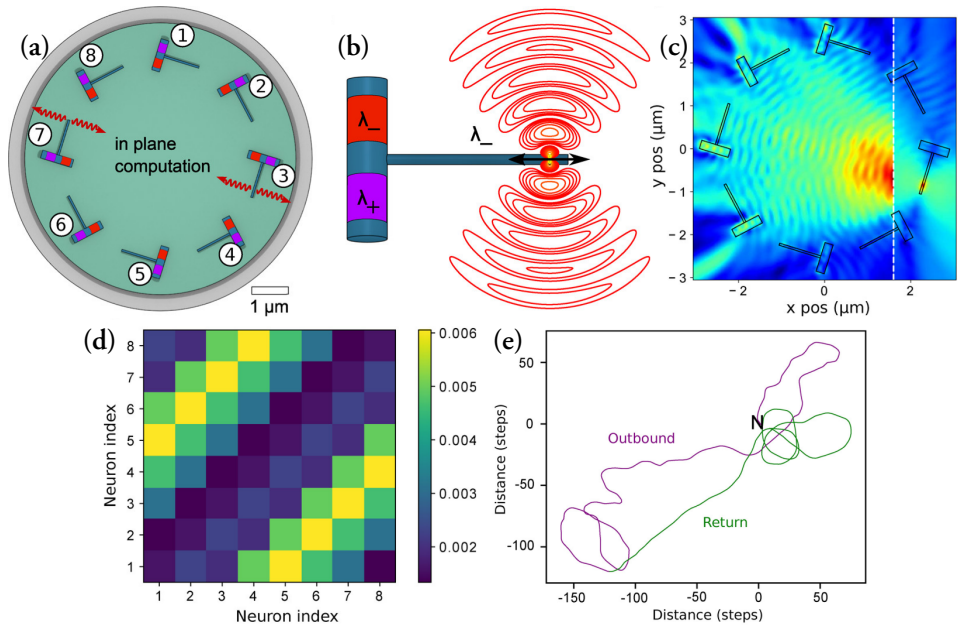 (a)
1
2
3
4
5
6
7
8
in plane
computation
1 μm
(b)
λ_
λ+
λ_
(c)
y pos (μm)
3
2
1
0
−1
−2
−3
−2
0
2
x pos (μm)
(d)
Neuron index
8
7
6
5
4
3
2
1
1 2 3 4 5 6 7 8
Neuron index
0.006
0.005
0.004
0.003
0.002
(e)
Distance (steps)
50
0
-50
-100
N
Outbound
Return
-150 -100 -50 0 50
Distance (steps)